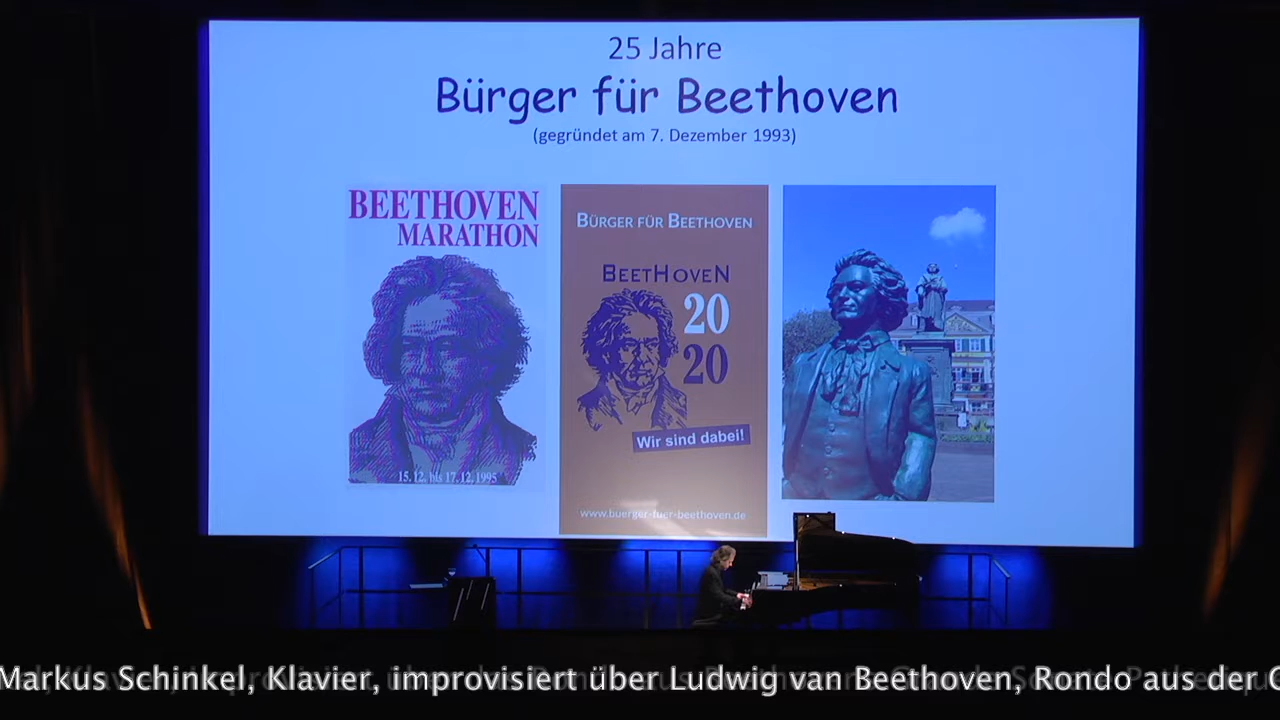 25 Jahre
Bürger für Beethoven
(gegründet am 7. Dezember 1993)
BEETHOVEN
MARATHON
15. 12. bis 17. 12. 1995
BÜRGER FÜR BEETHOVEN
BEETHOVEN
20
20
Wir sind dabei!
www.buerger-fuer-beethoven.de
Markus Schinkel, Klavier, improvisiert über Ludwig van Beethoven, Rondo aus der